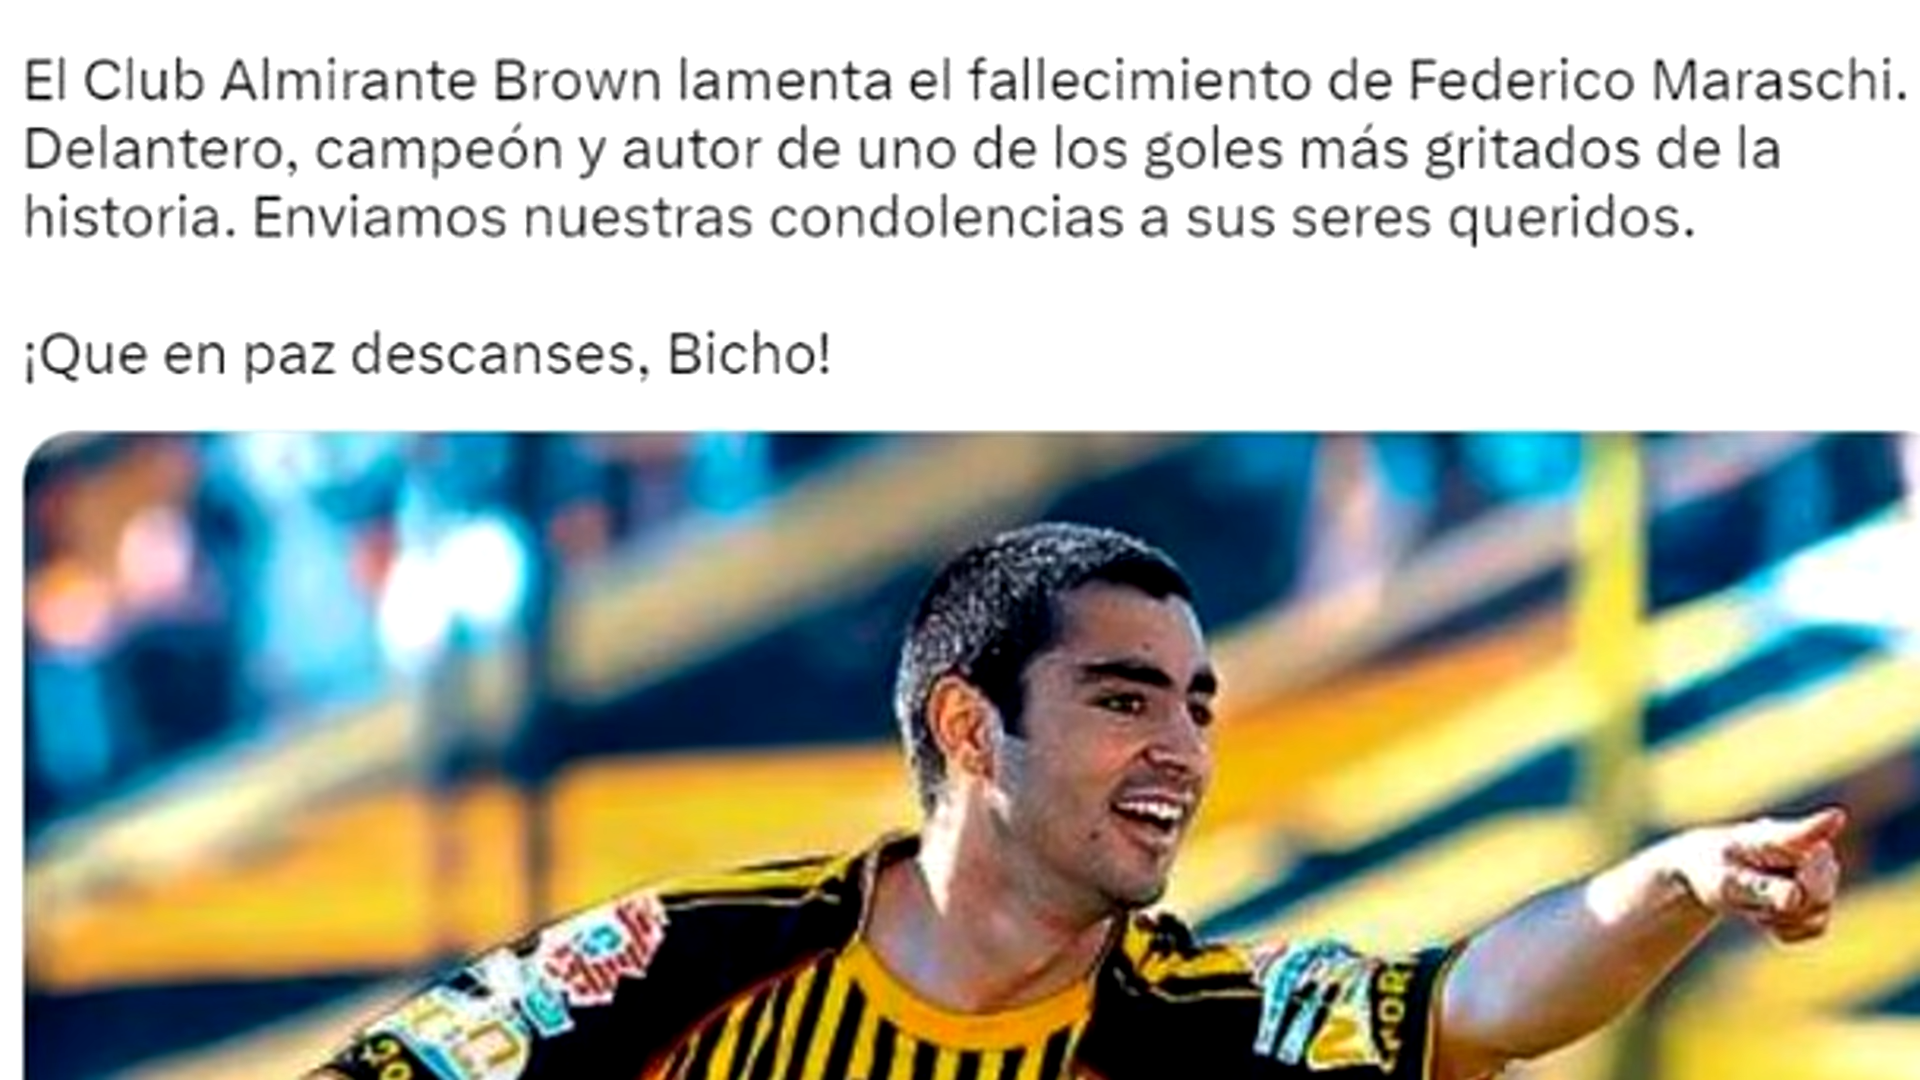 El Club Almirante Brown lamenta el fallecimiento de Federico Maraschi.
Delantero, campeón y autor de uno de los goles más gritados de la
historia. Enviamos nuestras condolencias a sus seres queridos.
¡Que en paz descanses, Bicho!